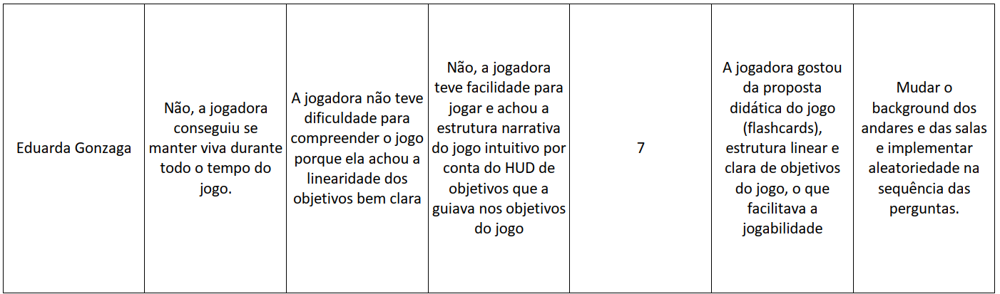 Eduarda Gonzaga
Não, a jogadora
conseguiu se
manter viva durante
todo o tempo do
jogo.
A jogadora não teve
dificuldade para
compreender o jogo
porque ela achou a
linearidade dos
objetivos bem clara
Não, a jogadora
teve facilidade para
jogar e achou a
estrutura narrativa
do jogo intuitivo por
conta do HUD de
objetivos que a
guiava nos objetivos
do jogo
7
A jogadora gostou
da proposta
didática do jogo
(flashcards),
estrutura linear e
clara de objetivos
do jogo, o que
facilitava a
jogabilidade
Mudar o
background dos
andares e das salas
e implementar
aleatoriedade na
sequência das
perguntas.